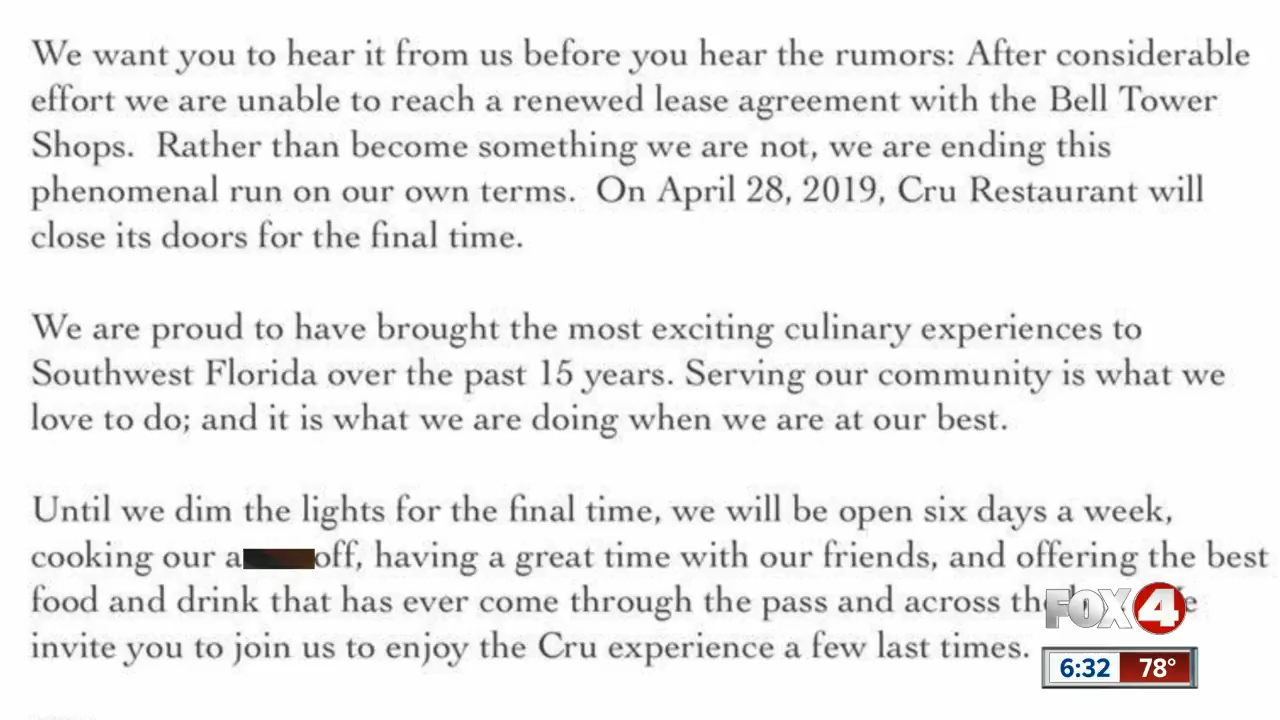 We want you to hear it from us before you hear the rumors: After considerable
effort we are unable to reach a renewed lease agreement with the Bell Tower
Shops. Rather than become something we are not, we are ending this
phenomenal run on our own terms. On April 28, 2019, Cru Restaurant will
close its doors for the final time.
We are proud to have brought the most exciting culinary experiences to
Southwest Florida over the past 15 years. Serving our community is what we
love to do; and it is what we are doing when we are at our best.
Until we dim the lights for the final time, we will be open six days a week,
cooking our a off, having a great time with our friends, and offering the best
food and drink that has ever come through the pass and across
invite you to join us to enjoy the Cru experience a few last times.
FOX 4
6:32 78°